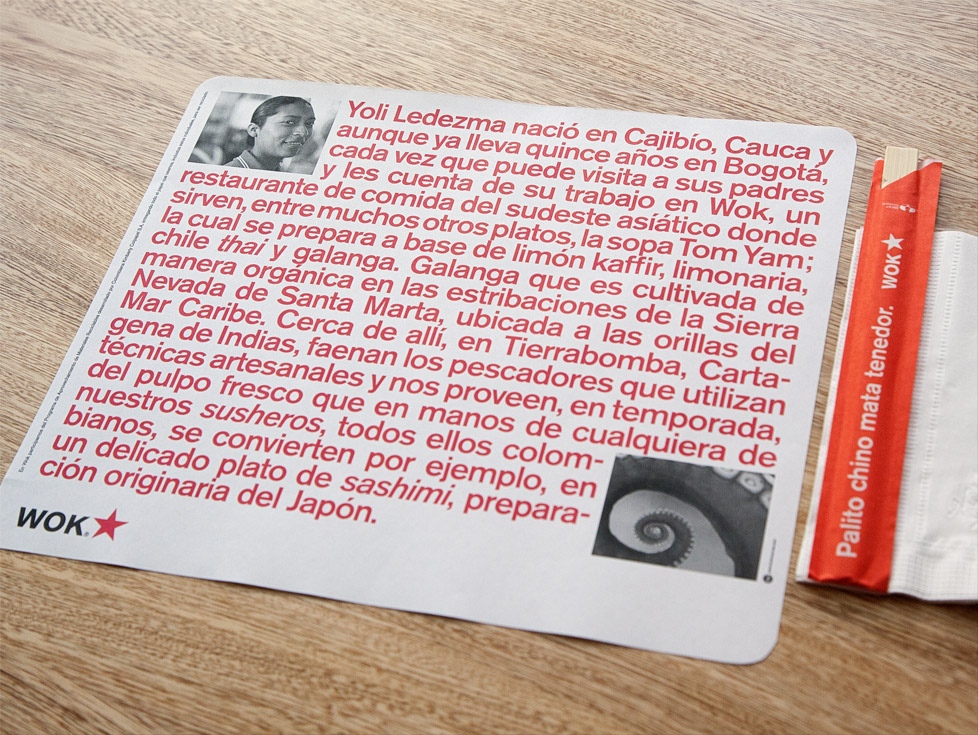 Yoli Ledezma nació en Cajibío, Cauca y
aunque ya lleva quince años en Bogotá,
cada vez que puede visita a sus padres
y les cuenta de su trabajo en Wok, un
restaurante de comida del sudeste asiático donde
sirven, entre muchos otros platos, la sopa Tom Yam;
la cual se prepara a base de limón kaffir, limonaria,
chile thai y galanga. Galanga que es cultivada de
manera orgánica en las estribaciones de la Sierra
Nevada de Santa Marta, ubicada a las orillas del
Mar Caribe. Cerca de allí, en Tierrabomba, Carta-
gena de Indias, faenan los pescadores que utilizan
técnicas artesanales y nos proveen, en temporada,
del pulpo fresco que en manos de cualquiera de
nuestros susheros, todos ellos colom-
bianos, se convierten por ejemplo, en
un delicado plato de sashimi, prepara-
ción originaria del Japón.
WOK
Palito chino mata tenedor. WOK